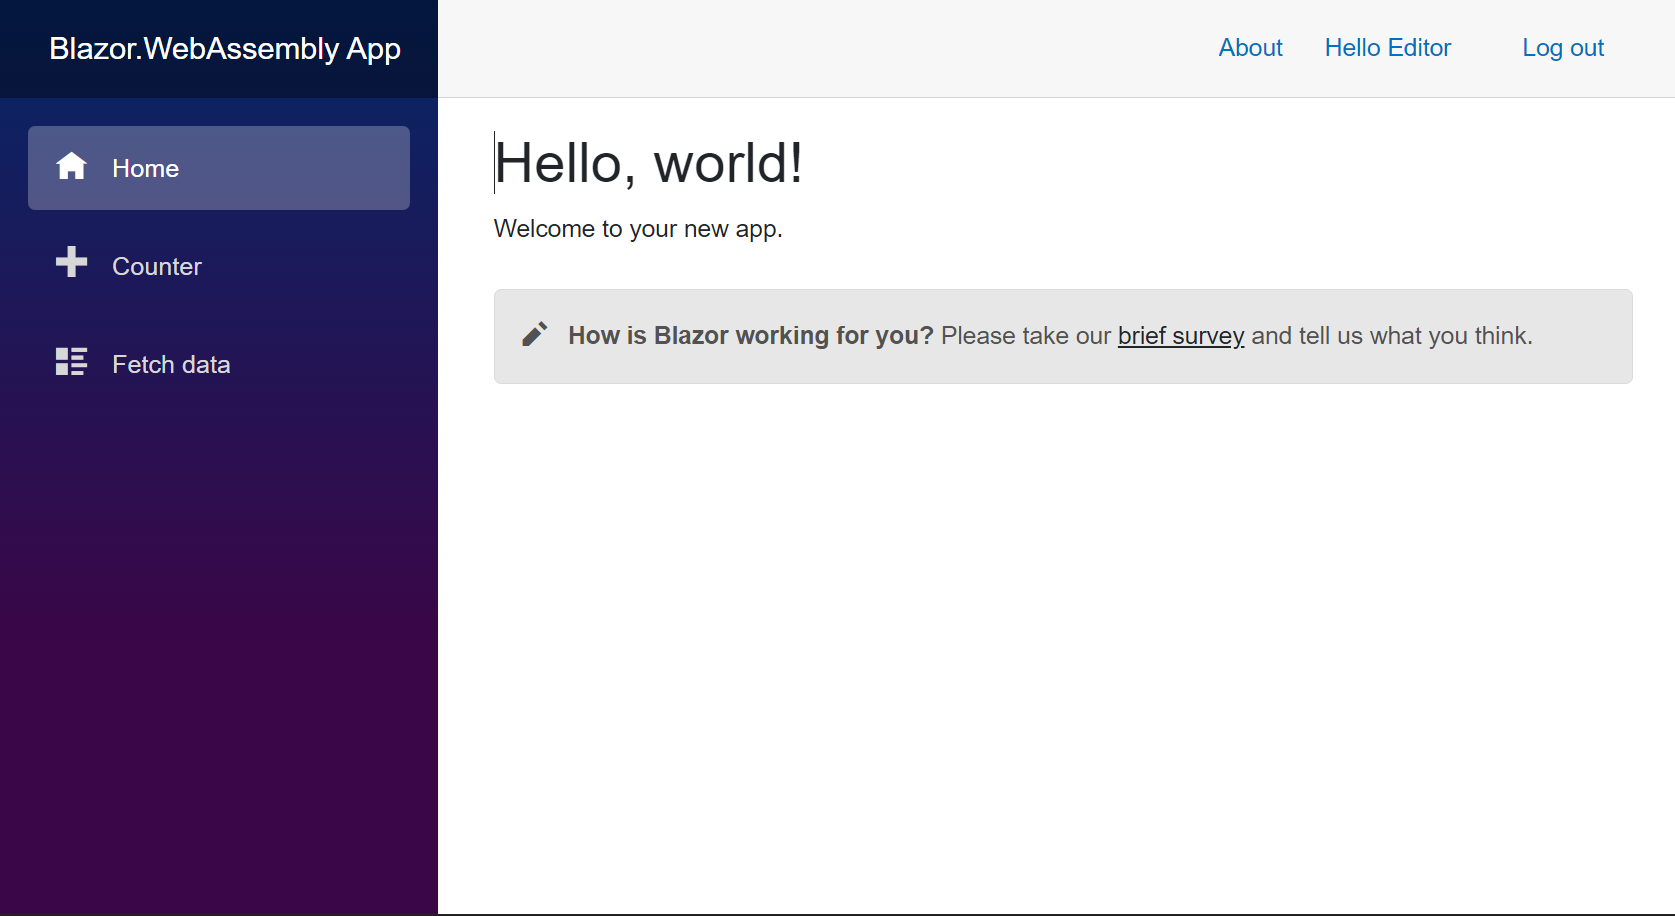 Blazor.WebAssembly App
About
Hello Editor
Log out
Home
Counter
Fetch data
Hello, world!
Welcome to your new app.
How is Blazor working for you? Please take our brief survey and tell us what you think.